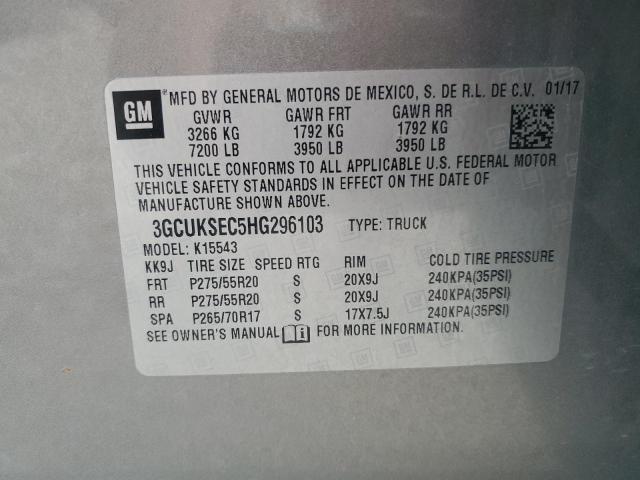 GM
® MFD BY GENERAL MOTORS DE MEXICO, S. DE R.L. DE C.V. 01/17
GVWR GAWR FRT GAWR RR
3266 KG 1792 KG 1792 KG
7200 LB 3950 LB 3950 LB
THIS VEHICLE CONFORMS TO ALL APPLICABLE U.S. FEDERAL MOTOR
VEHICLE SAFETY STANDARDS IN EFFECT ON THE DATE OF
MANUFACTURE SHOWN ABOVE.
3GCUKSEC5HG296103 TYPE: TRUCK
MODEL: K15543
KK9J TIRE SIZE SPEED RTG RIM COLD TIRE PRESSURE
FRT P275/55R20 S 20X9J 240KPA(35PSI)
RR P275/55R20 S 20X9J 240KPA(35PSI)
SPA P265/70R17 S 17X7.5J 240KPA(35PSI)
SEE OWNER'S MANUAL i FOR MORE INFORMATION.